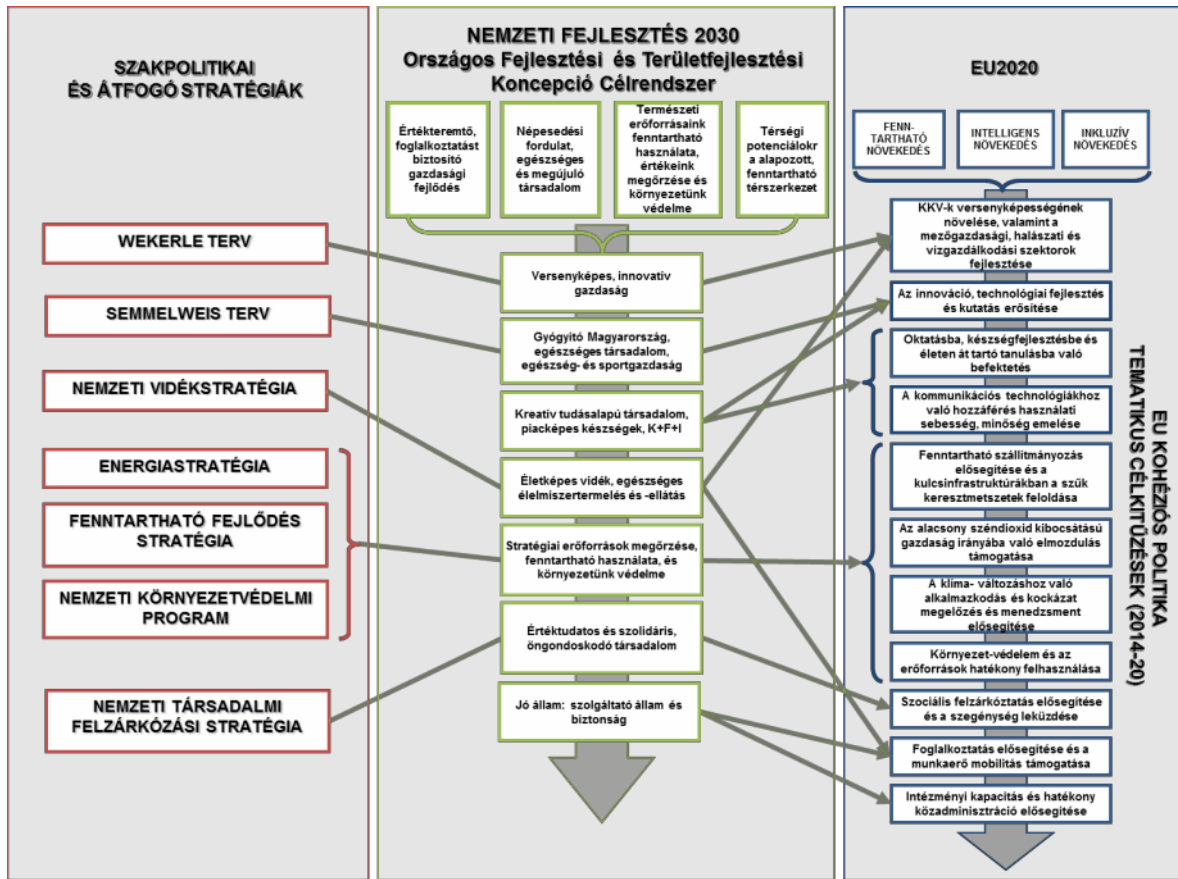 SZAKPOLITIKAI
ÉS ÁTFOGÓ STRATÉGIÁK
WEKERLE TERV
SEMMELWEIS TERV
NEMZETI VIDÉKSTRATÉGIA
ENERGIASTRATÉGIA
FENNTARTHATÓ FEJLŐDÉS
STRATÉGIA
NEMZETI KÖRNYEZETVÉDELMI
PROGRAM
NEMZETI TÁRSADALMI
FELZÁRKÓZÁSI STRATÉGIA
NEMZETI FEJLESZTÉS 2030
Országos Fejlesztési és Területfejlesztési
Koncepció Célrendszer
Értékteremtő,
foglalkoztatást
biztosító
gazdasági
fejlődés
Népesedési
fordulat,
egészséges
és megújuló
társadalom
Természeti
erőforrásaink
fenntartható
használata,
értékeink
megőrzése és
környezetünk
védelme
Térségi
potenciálokr
a alapozott,
fenntartható
térszerkezet
Versenyképes, innovatív
gazdaság
Gyógyító Magyarország,
egészséges társadalom,
egészség- és sportgazdaság
Kreatív tudásalapú társadalom,
piacképes készségek, K+F+I
Életképes vidék, egészséges
élelmiszertermelés és -ellátás
Stratégiai erőforrások megőrzése,
fenntartható használata, és
környezetünk védelme
Értéktudatos és szolidáris,
öngondoskodó társadalom
Jó állam: szolgáltató állam és
biztonság
EU2020
FENN-
TARTHATÓ
NÖVEKEDÉS
INTELLIGENS
NÖVEKEDÉS
INKLUZÍV
NÖVEKEDÉS
KKV-k versenyképességének
növelése, valamint a
mezőgazdasági, halászati és
vízgazdálkodási szektorok
fejlesztése
Az innováció, technológiai fejlesztés
és kutatás erősítése
Oktatásba, készségfejlesztésbe és
életen át tartó tanulásba való
befektetés
A kommunikációs technológiákhoz
való hozzáférés használati
sebesség, minőség emelése
Fenntartható szállítmányozás
elősegítése és a
kulcsinfrastruktúrákban a szűk
keresztmetszetek feloldása
Az alacsony széndioxid kibocsátású
gazdaság irányába való elmozdulás
támogatása
A klíma- változáshoz való
alkalmazkodás és kockázat
megelőzés és menedzsment
elősegítése
Környezet-védelem és az
erőforrások hatékony felhasználása
Szociális felzárkóztatás elősegítése
és a szegénység leküzdése
Foglalkoztatás elősegítése és a
munkaerő mobilitás támogatása
Intézményi kapacitás és hatékony
közadminisztráció elősegítése
EU KOHÉZIÓS POLITIKA
TEMATIKUS CÉLKITŰZÉSEK (2014-20)